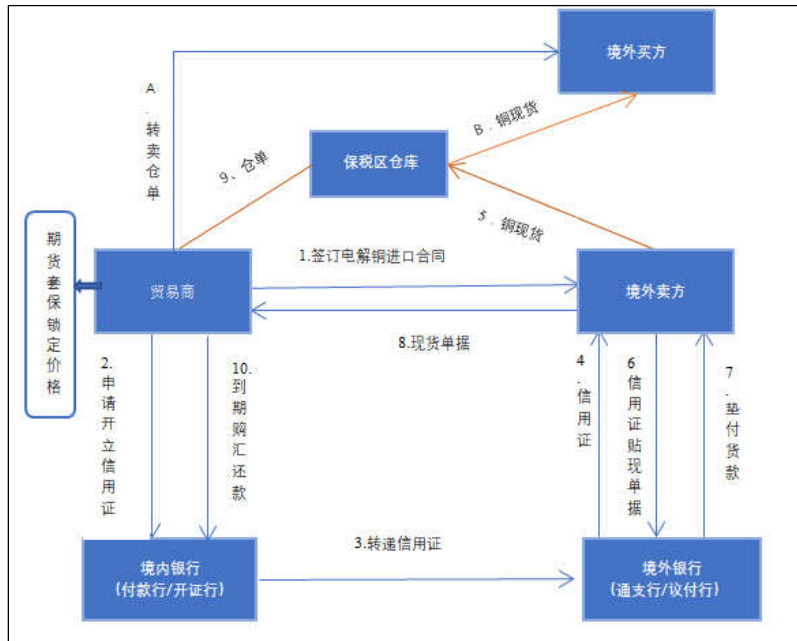 境外买方
A．转卖仓单
B．铜现货
保税区仓库
9、仓单
5．铜现货
期货套保锁定价格
贸易商
1.签订电解铜进口合同
境外卖方
8.现货单据
2.申请开立信用证
10.到期购汇还款
4．信用证
6信用证贴现单据
7．垫付货款
3.转递信用证
境内银行
(付款行/开证行)
境外银行
(通支行/议付行)